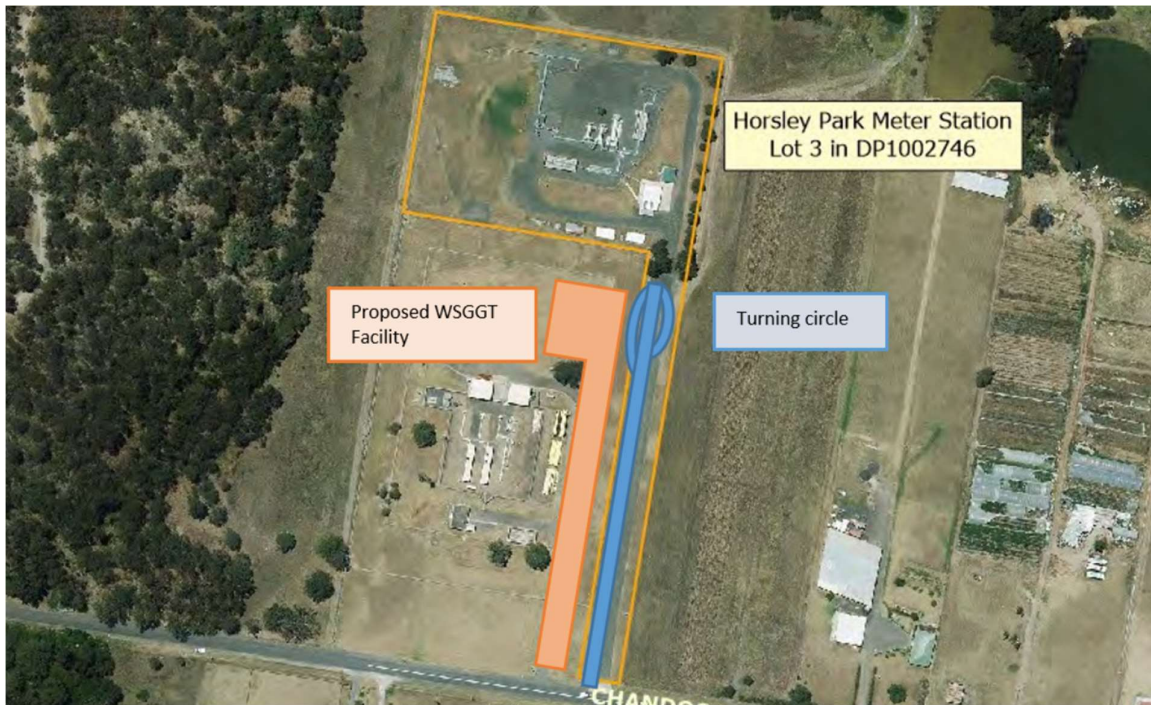 Horsley Park Meter Station
Lot 3 in DP1002746
Proposed WSGGT
Facility
Turning circle